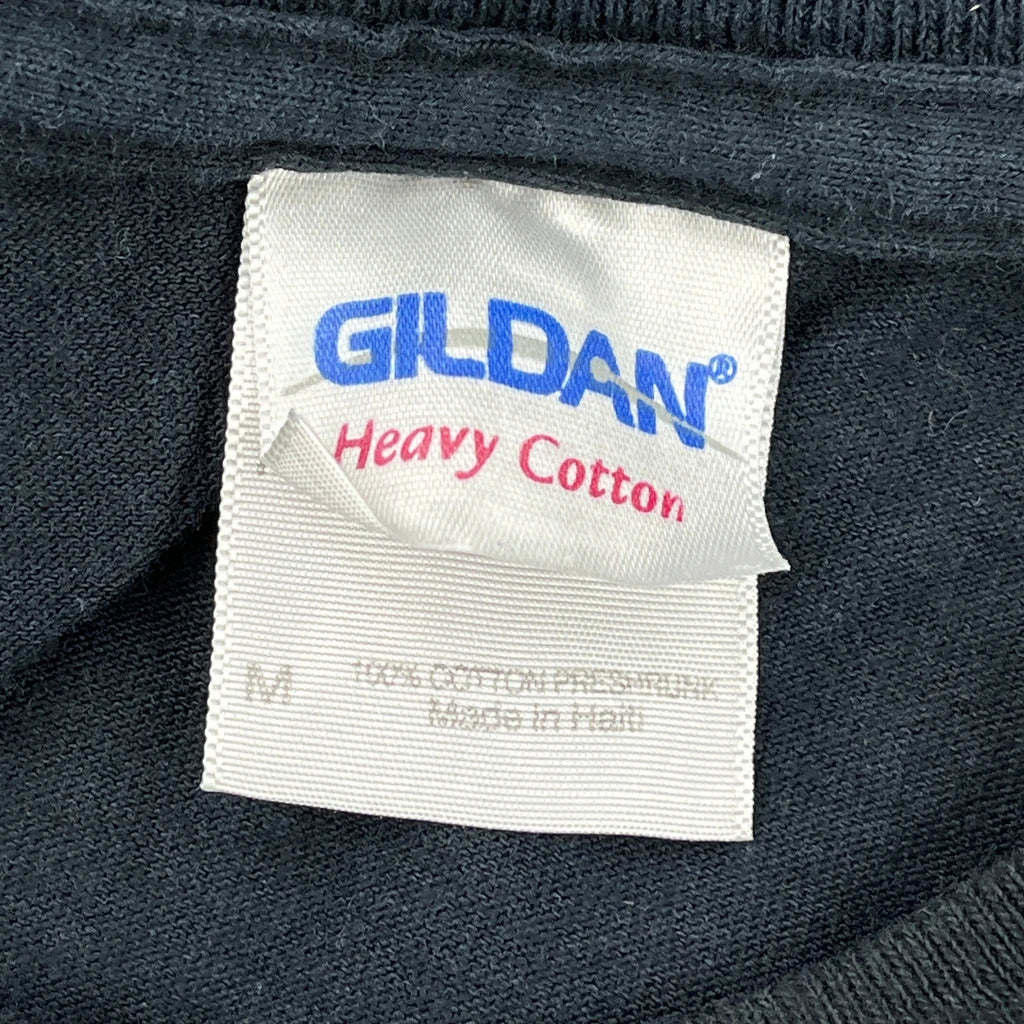 GILDAN®
Heavy Cotton
M 100% COTTON PRESHRUNK
Made in Haiti